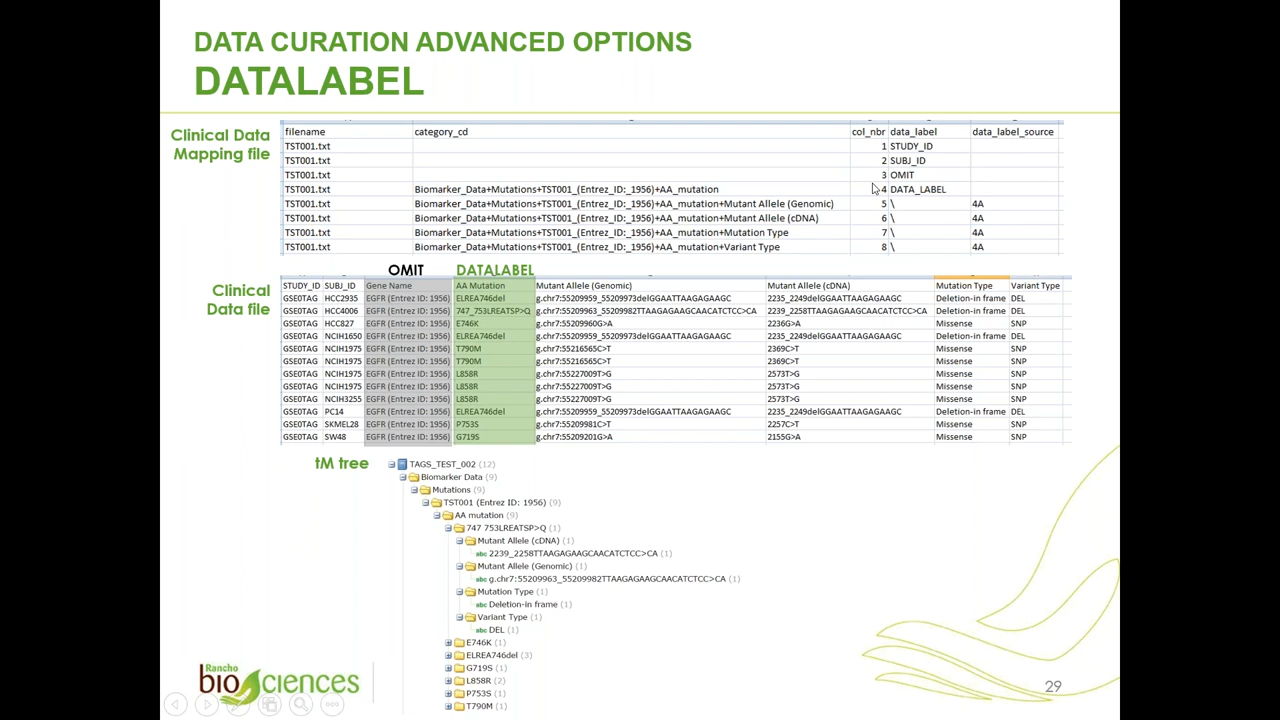 DATA CURATION ADVANCED OPTIONS
DATALABEL
Clinical Data
Mapping file
filename category_cd col_nbr data_label data_label_source
TST001.txt 1 STUDY_ID
TST001.txt 2 SUBJ_ID
TST001.txt 3 OMIT
TST001.txt Biomarker_Data+Mutations+TST001_(Entrez_ID:_1956)+AA_mutation 4 DATA_LABEL
TST001.txt Biomarker_Data+Mutations+TST001_(Entrez_ID:_1956)+AA_mutation+Mutant Allele (Genomic) 5 \ 4A
TST001.txt Biomarker_Data+Mutations+TST001_(Entrez_ID:_1956)+AA_mutation+Mutant Allele (cDNA) 6 \ 4A
TST001.txt Biomarker_Data+Mutations+TST001_(Entrez_ID:_1956)+AA_mutation+Mutation Type 7 \ 4A
TST001.txt Biomarker_Data+Mutations+TST001_(Entrez_ID:_1956)+AA_mutation+Variant Type 8 \ 4A
OMIT DATALABEL
Clinical
Data file
STUDY_ID SUBJ_ID Gene Name AA Mutation Mutant Allele (Genomic) Mutant Allele (cDNA) Mutation Type Variant Type
GSE0TAG HCC2935 EGFR (Entrez ID: 1956) ELREA746del g.chr7:55209959_55209973delGGAATTAAGAGAAGC 2235_2249delGGAATTAAGAGAAGC Deletion-in frame DEL
GSE0TAG HCC4006 EGFR (Entrez ID: 1956) 747_753LREATSP>Q g.chr7:55209963_55209982TTAAGAGAAGCAACATCTCC>CA 2239_2258TTAAGAGAAGCAACATCTCC>CA Deletion-in frame DEL
GSE0TAG HCC827 EGFR (Entrez ID: 1956) E746K g.chr7:55209960G>A 2236G>A Missense SNP
GSE0TAG NCIH1650 EGFR (Entrez ID: 1956) ELREA746del g.chr7:55209959_55209973delGGAATTAAGAGAAGC 2235_2249delGGAATTAAGAGAAGC Deletion-in frame DEL
GSE0TAG NCIH1975 EGFR (Entrez ID: 1956) T790M g.chr7:55216565C>T 2369C>T Missense SNP
GSE0TAG NCIH1975 EGFR (Entrez ID: 1956) T790M g.chr7:55216565C>T 2369C>T Missense SNP
GSE0TAG NCIH1975 EGFR (Entrez ID: 1956) L858R g.chr7:55227009T>G 2573T>G Missense SNP
GSE0TAG NCIH1975 EGFR (Entrez ID: 1956) L858R g.chr7:55227009T>G 2573T>G Missense SNP
GSE0TAG NCIH3255 EGFR (Entrez ID: 1956) L858R g.chr7:55227009T>G 2573T>G Missense SNP
GSE0TAG PC14 EGFR (Entrez ID: 1956) ELREA746del g.chr7:55209959_55209973delGGAATTAAGAGAAGC 2235_2249delGGAATTAAGAGAAGC Deletion-in frame DEL
GSE0TAG SKMEL28 EGFR (Entrez ID: 1956) P753S g.chr7:55209981C>T 2257C>T Missense SNP
GSE0TAG SW48 EGFR (Entrez ID: 1956) G719S g.chr7:55209201G>A 2155G>A Missense SNP
tM tree
TAGS_TEST_002 (12)
Biomarker Data (9)
Mutations (9)
TST001 (Entrez ID: 1956) (9)
AA mutation (9)
747 753LREATSP>Q (1)
Mutant Allele (cDNA) (1)
abc 2239_2258TTAAGAGAAGCAACATCTCC>CA (1)
Mutant Allele (Genomic) (1)
abc g.chr7:55209963_55209982TTAAGAGAAGCAACATCTCC>CA (1)
Mutation Type (1)
abc Deletion-in frame (1)
Variant Type (1)
abc DEL (1)
E746K (1)
ELREA746del (3)
G719S (1)
L858R (2)
P753S (1)
T790M (1)
Rancho
biosciences
29